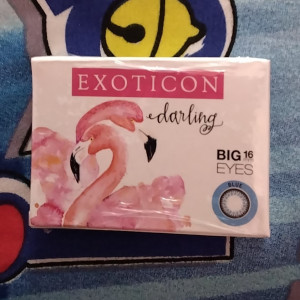 EXOTICON
darling
BIG 16
EYES
BLUE